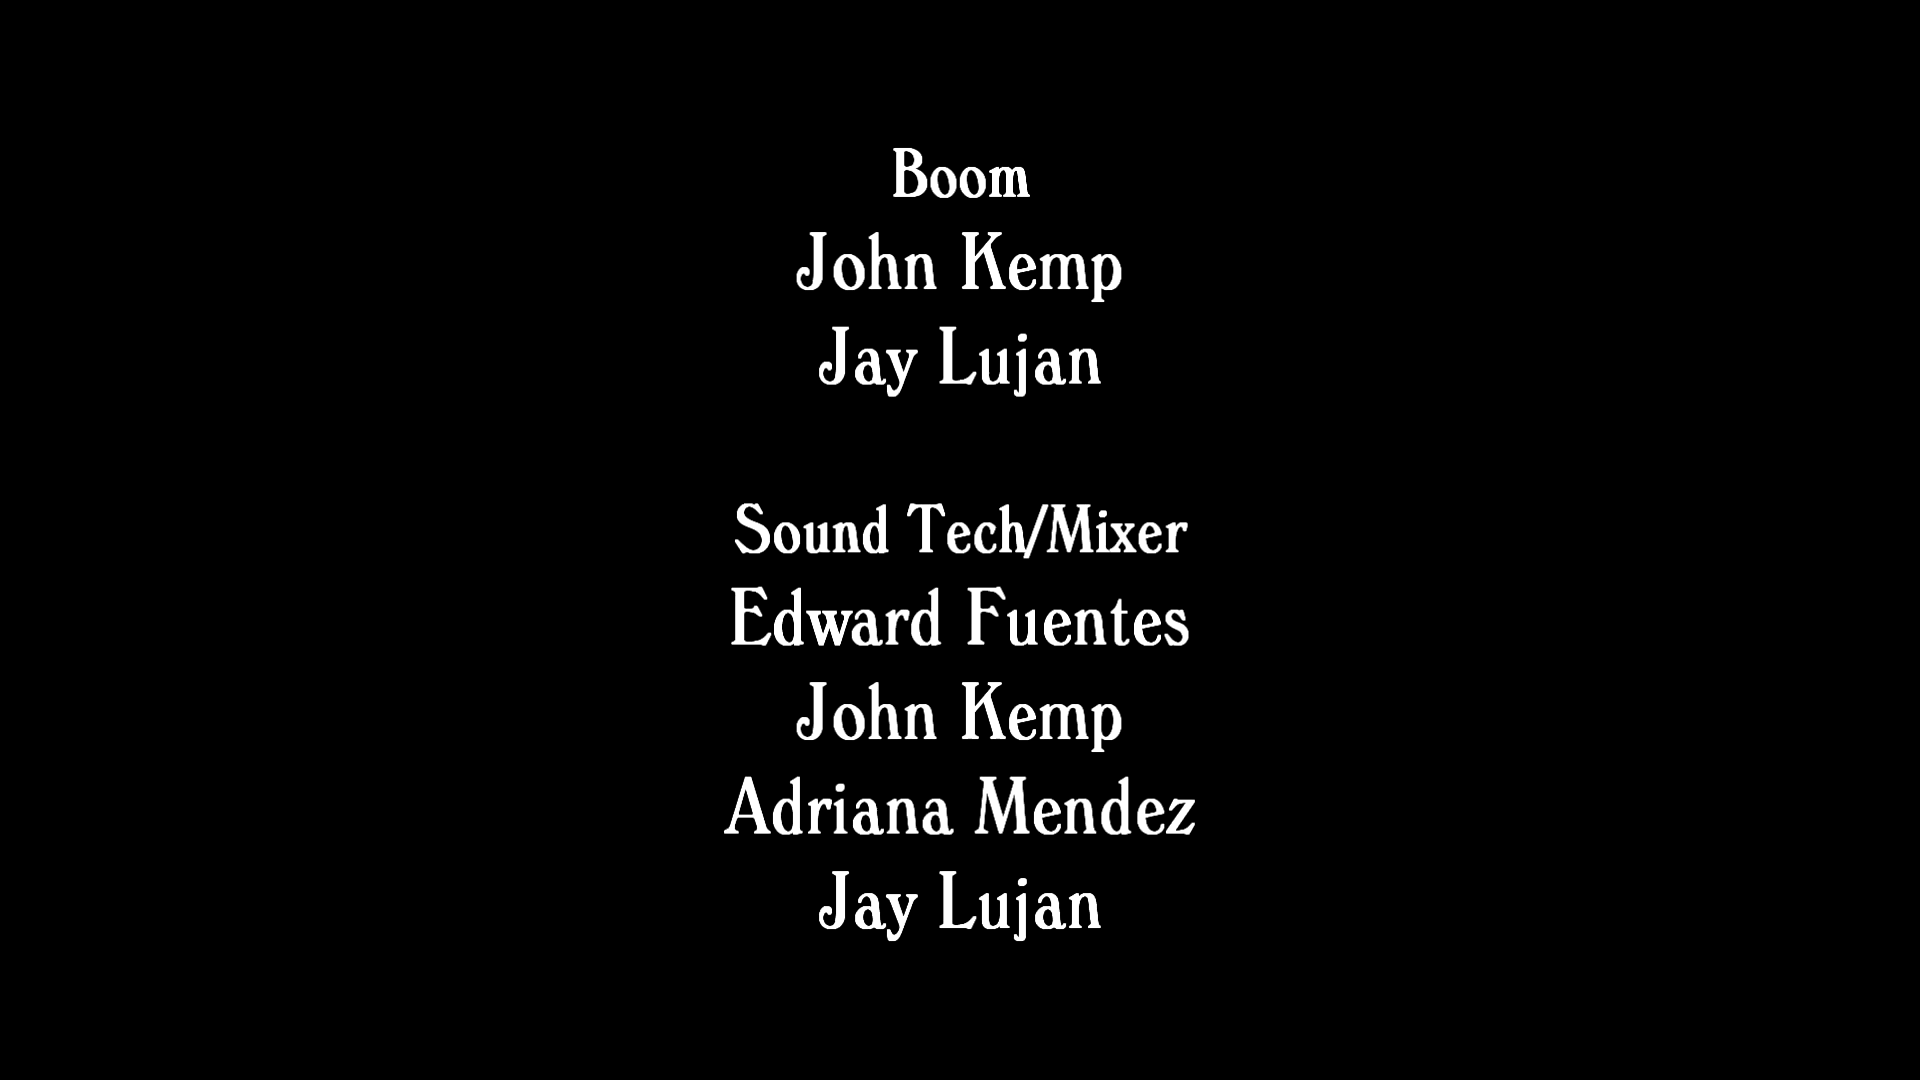 Boom
John Kemp
Jay Lujan
Sound Tech/Mixer
Edward Fuentes
John Kemp
Adriana Mendez
Jay Lujan